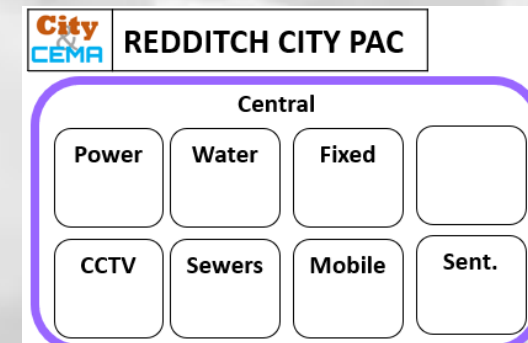 City
&
CEMA
REDDITCH CITY PAC
Central
Power Water Fixed
CCTV Sewers Mobile Sent.